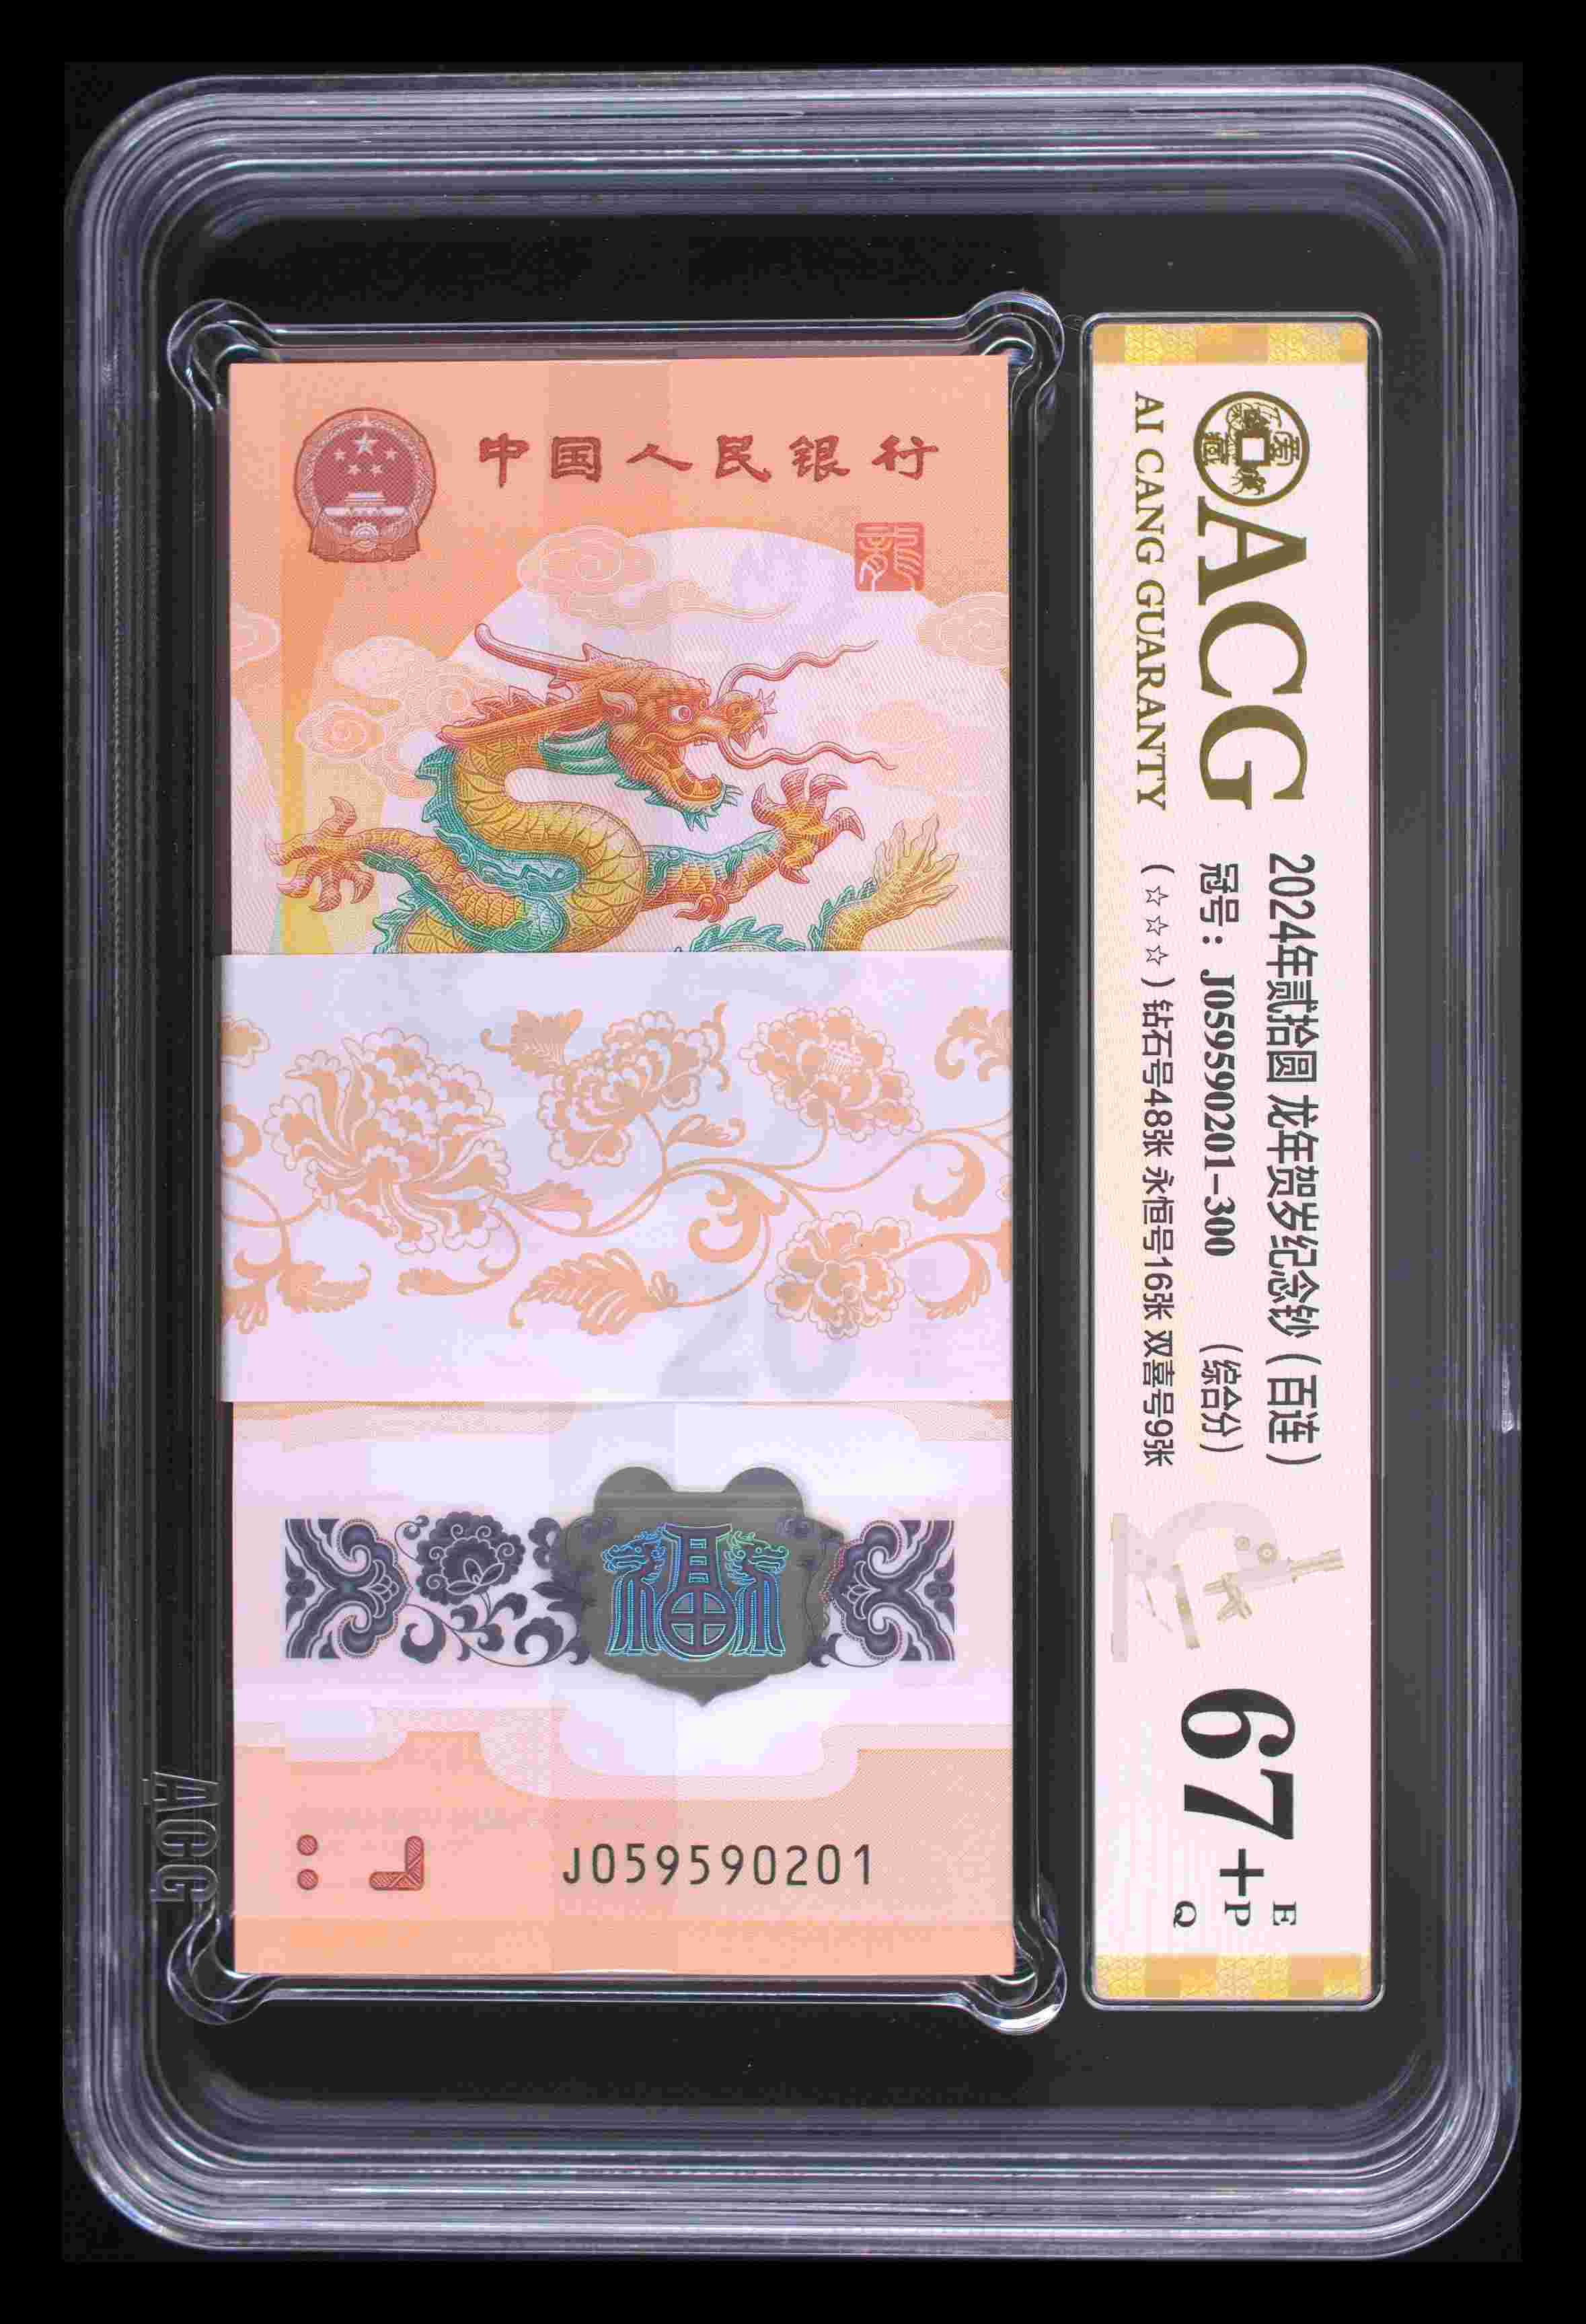 中国人民银行
龍
20
J059590201
ACG
ACG
AI CANG GUARANTY
2024年贰拾圆 龙年贺岁纪念钞（百连）
冠号：J059590201-300 （综合分）
（☆☆☆）钻石号48张 永恒号16张 双喜号9张
67+
E
P
Q